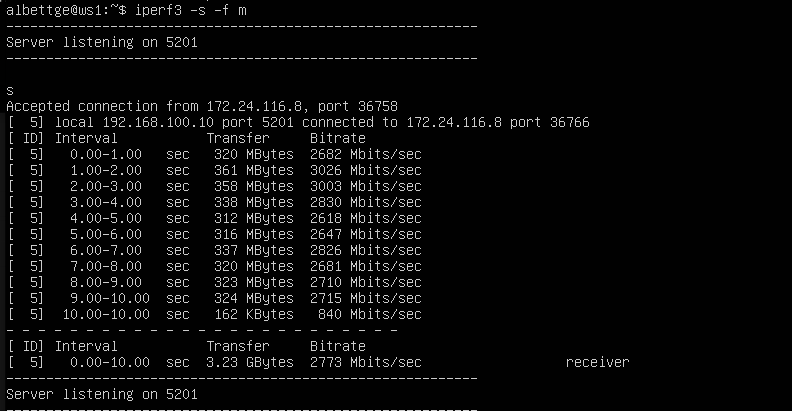 albettge@ws1:~$ iperf3 -s -f m
-----------------------------------------------------------
Server listening on 5201
-----------------------------------------------------------
s
Accepted connection from 172.24.116.8, port 36758
[  5] local 192.168.100.10 port 5201 connected to 172.24.116.8 port 36766
[ ID] Interval           Transfer     Bitrate
[  5]   0.00-1.00   sec   320 MBytes  2682 Mbits/sec
[  5]   1.00-2.00   sec   361 MBytes  3026 Mbits/sec
[  5]   2.00-3.00   sec   358 MBytes  3003 Mbits/sec
[  5]   3.00-4.00   sec   338 MBytes  2830 Mbits/sec
[  5]   4.00-5.00   sec   312 MBytes  2618 Mbits/sec
[  5]   5.00-6.00   sec   316 MBytes  2647 Mbits/sec
[  5]   6.00-7.00   sec   337 MBytes  2826 Mbits/sec
[  5]   7.00-8.00   sec   320 MBytes  2681 Mbits/sec
[  5]   8.00-9.00   sec   323 MBytes  2710 Mbits/sec
[  5]   9.00-10.00  sec   324 MBytes  2715 Mbits/sec
[  5]  10.00-10.00  sec   162 KBytes   840 Mbits/sec
- - - - - - - - - - - - - - - - - - - - - - - - -
[ ID] Interval           Transfer     Bitrate
[  5]   0.00-10.00  sec  3.23 GBytes  2773 Mbits/sec                  receiver
-----------------------------------------------------------
Server listening on 5201
-----------------------------------------------------------